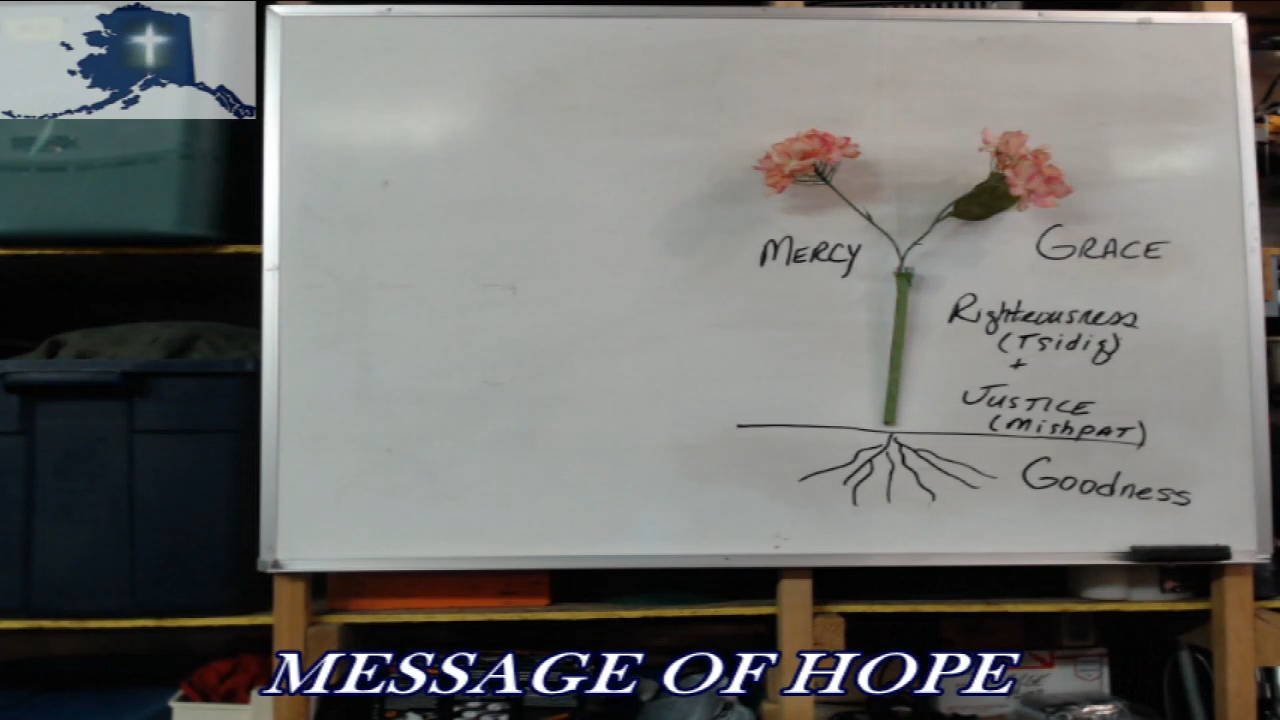 MERCY
GRACE
Righteousness
(Tsidiq)
+
JUSTICE
(MishPAT)
Goodness
MESSAGE OF HOPE